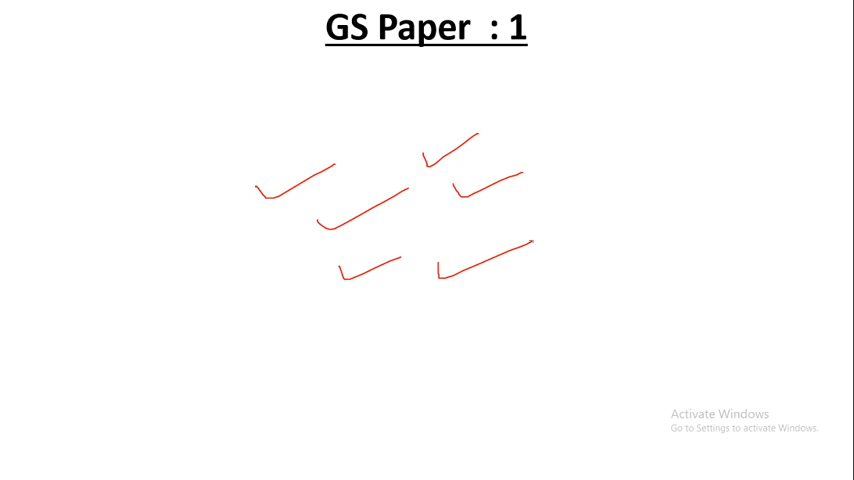 GS Paper  : 1
Activate Windows
Go to Settings to activate Windows.